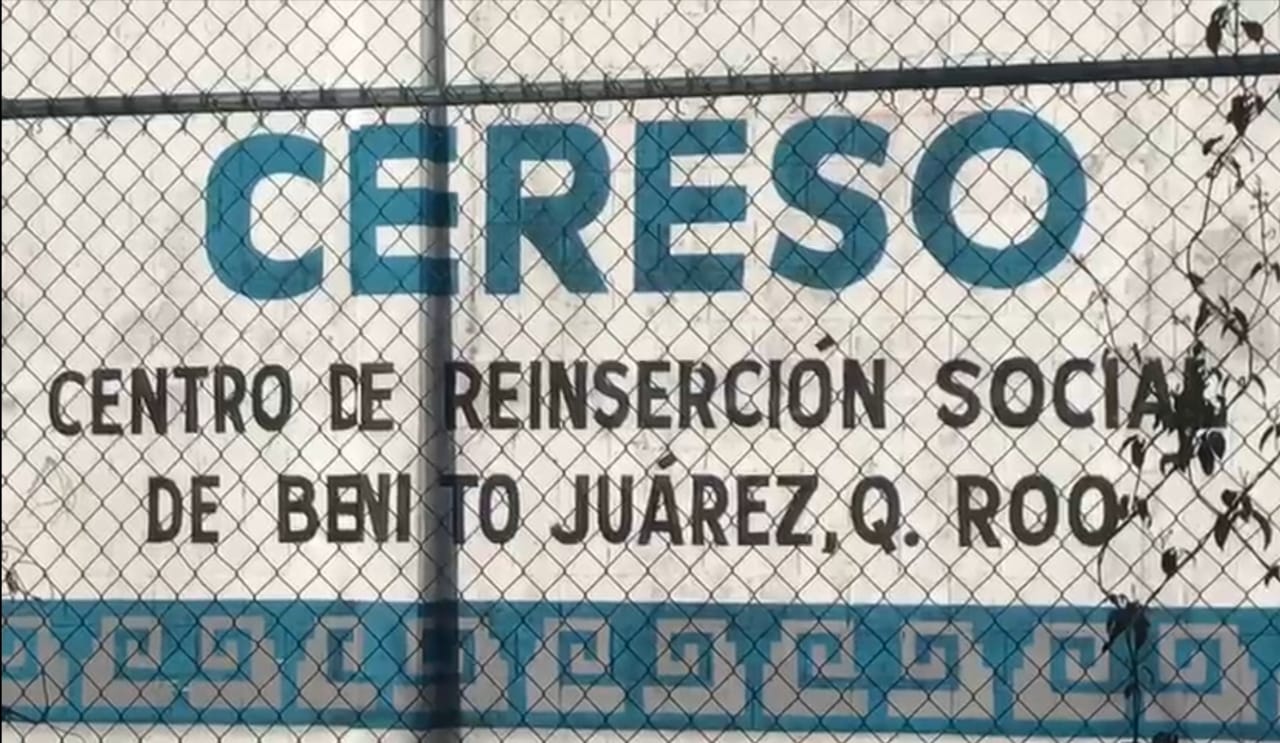 CERESO
CENTRO DE REINSERCIÓN SOCIAL
DE BENITO JUÁREZ, Q. ROO